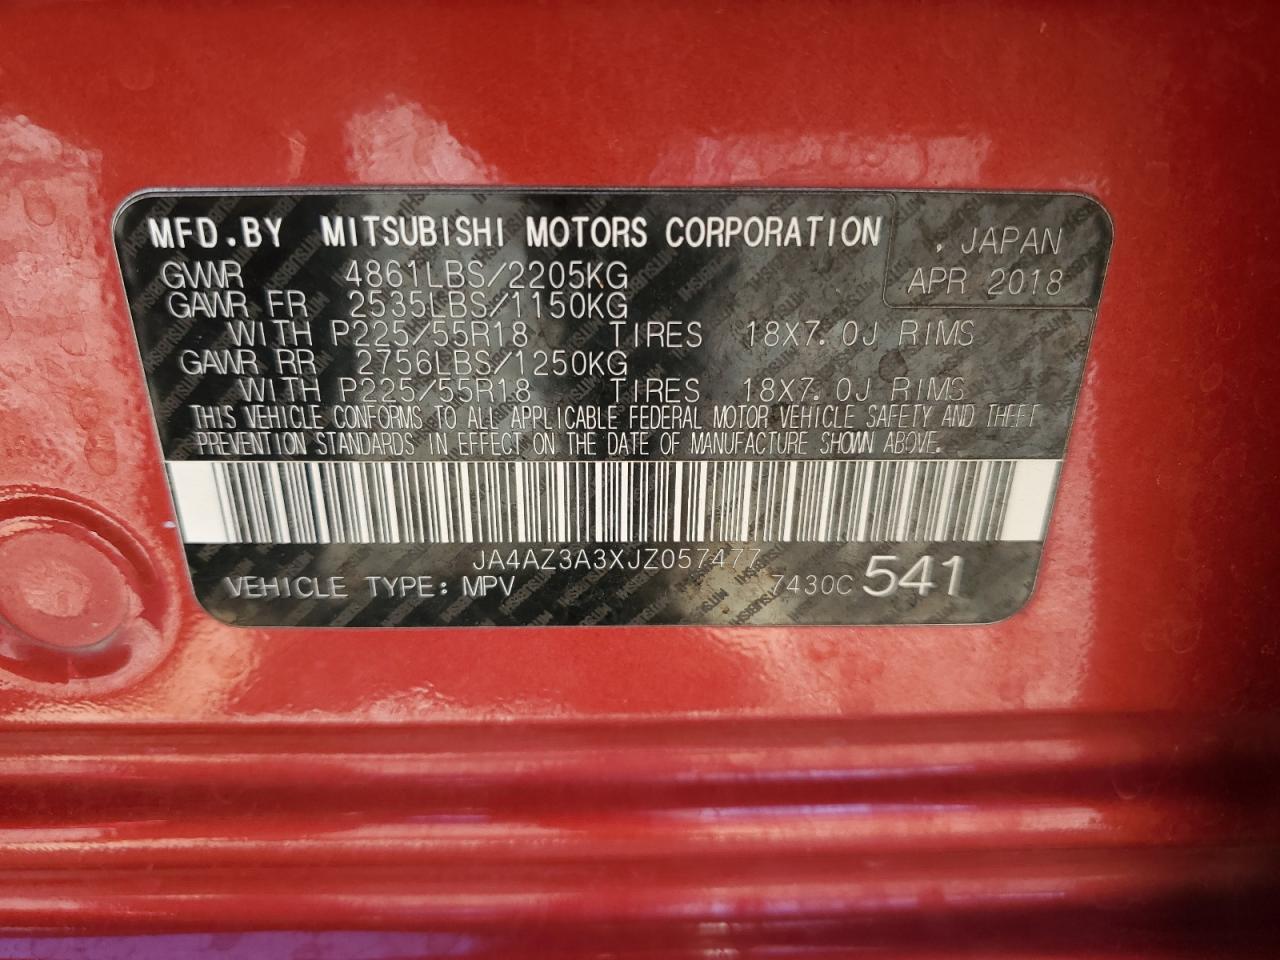 MFD.BY MITSUBISHI MOTORS CORPORATION
. JAPAN
APR 2018
GVWR 4861LBS/2205KG
GAWR FR 2535LBS/1150KG
WITH P225/55R18 TIRES 18X7.0J RIMS
GAWR RR 2756LBS/1250KG
WITH P225/55R18 TIRES 18X7.0J RIMS
THIS VEHICLE CONFORMS TO ALL APPLICABLE FEDERAL MOTOR VEHICLE SAFETY AND THEFT
PREVENTION STANDARDS IN EFFECT ON THE DATE OF MANUFACTURE SHOWN ABOVE.
JA4AZ3A3XJZ057477
VEHICLE TYPE: MPV 7430C 541